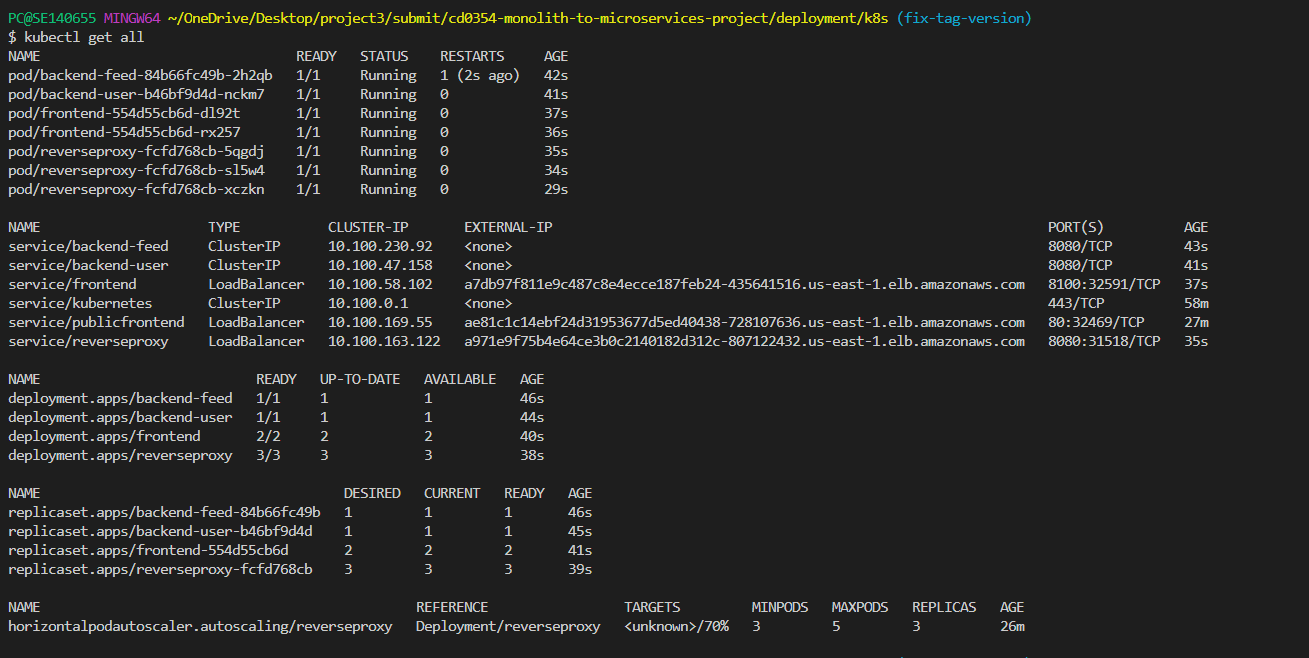 PC@SE140655 MINGW64 ~/OneDrive/Desktop/project3/submit/cd0354-monolith-to-microservices-project/deployment/k8s (fix-tag-version)
$ kubectl get all
NAME READY STATUS RESTARTS AGE
pod/backend-feed-84b66fc49b-2h2qb 1/1 Running 1 (2s ago) 42s
pod/backend-user-b46bf9d4d-nckm7 1/1 Running 0 41s
pod/frontend-554d55cb6d-dl92t 1/1 Running 0 37s
pod/frontend-554d55cb6d-rx257 1/1 Running 0 36s
pod/reverseproxy-fcfd768cb-5qgdj 1/1 Running 0 35s
pod/reverseproxy-fcfd768cb-sl5w4 1/1 Running 0 34s
pod/reverseproxy-fcfd768cb-xczkn 1/1 Running 0 29s
NAME TYPE CLUSTER-IP EXTERNAL-IP PORT(S) AGE
service/backend-feed ClusterIP 10.100.230.92 <none> 8080/TCP 43s
service/backend-user ClusterIP 10.100.47.158 <none> 8080/TCP 41s
service/frontend LoadBalancer 10.100.58.102 a7db97f811e9c487c8e4ecce187feb24-435641516.us-east-1.elb.amazonaws.com 8100:32591/TCP 37s
service/kubernetes ClusterIP 10.100.0.1 <none> 443/TCP 58m
service/publicfrontend LoadBalancer 10.100.169.55 ae81c1c14ebf24d31953677d5ed40438-728107636.us-east-1.elb.amazonaws.com 80:32469/TCP 27m
service/reverseproxy LoadBalancer 10.100.163.122 a971e9f75b4e64ce3b0c2140182d312c-807122432.us-east-1.elb.amazonaws.com 8080:31518/TCP 35s
NAME READY UP-TO-DATE AVAILABLE AGE
deployment.apps/backend-feed 1/1 1 1 46s
deployment.apps/backend-user 1/1 1 1 44s
deployment.apps/frontend 2/2 2 2 40s
deployment.apps/reverseproxy 3/3 3 3 38s
NAME DESIRED CURRENT READY AGE
replicaset.apps/backend-feed-84b66fc49b 1 1 1 46s
replicaset.apps/backend-user-b46bf9d4d 1 1 1 45s
replicaset.apps/frontend-554d55cb6d 2 2 2 41s
replicaset.apps/reverseproxy-fcfd768cb 3 3 3 39s
NAME REFERENCE TARGETS MINPODS MAXPODS REPLICAS AGE
horizontalpodautoscaler.autoscaling/reverseproxy Deployment/reverseproxy <unknown>/70% 3 5 3 26m